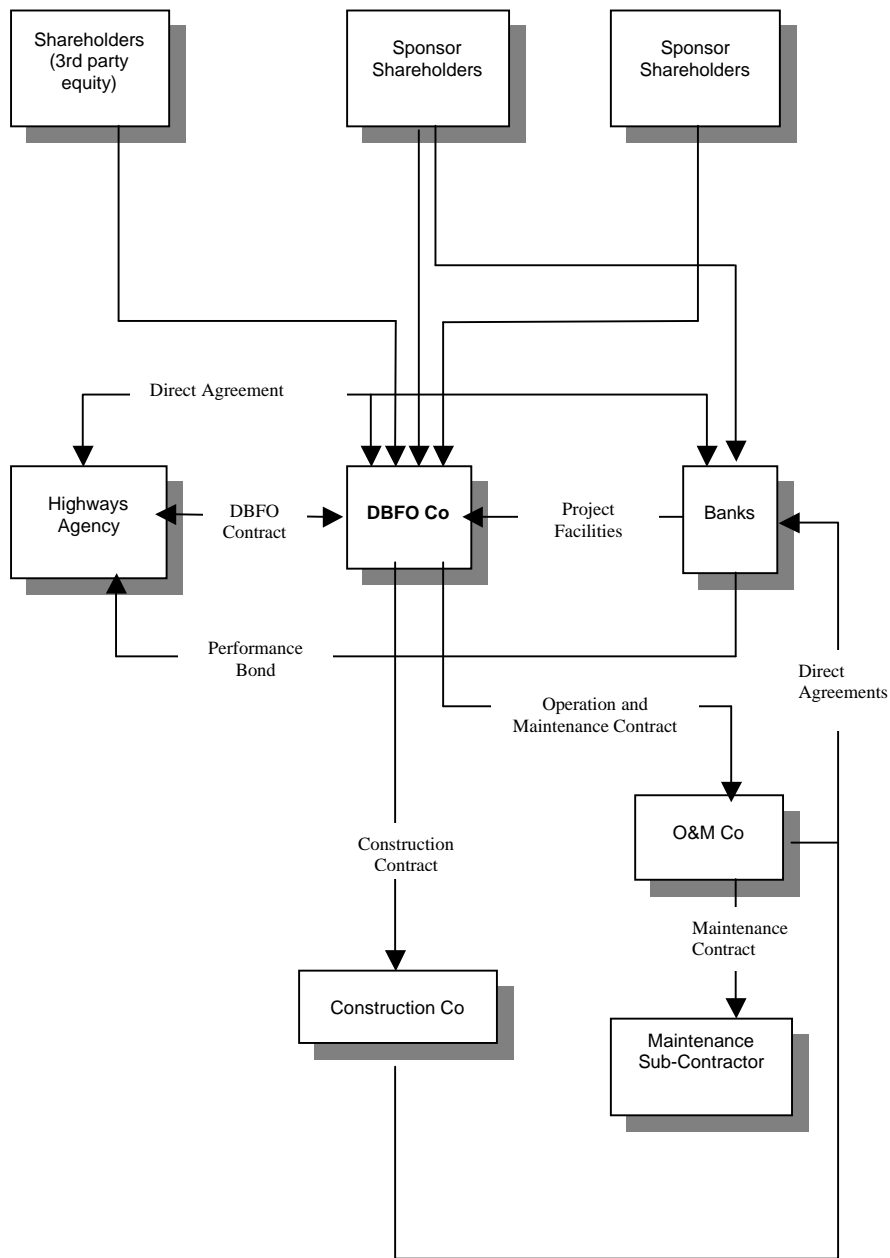 Shareholders
(3rd party
equity)
Sponsor
Shareholders
Sponsor
Shareholders
Direct Agreement
Highways
Agency
DBFO
Contract
DBFO Co
Project
Facilities
Banks
Performance
Bond
Direct
Agreements
Operation and
Maintenance Contract
O&M Co
Construction
Contract
Maintenance
Contract
Construction Co
Maintenance
Sub-Contractor